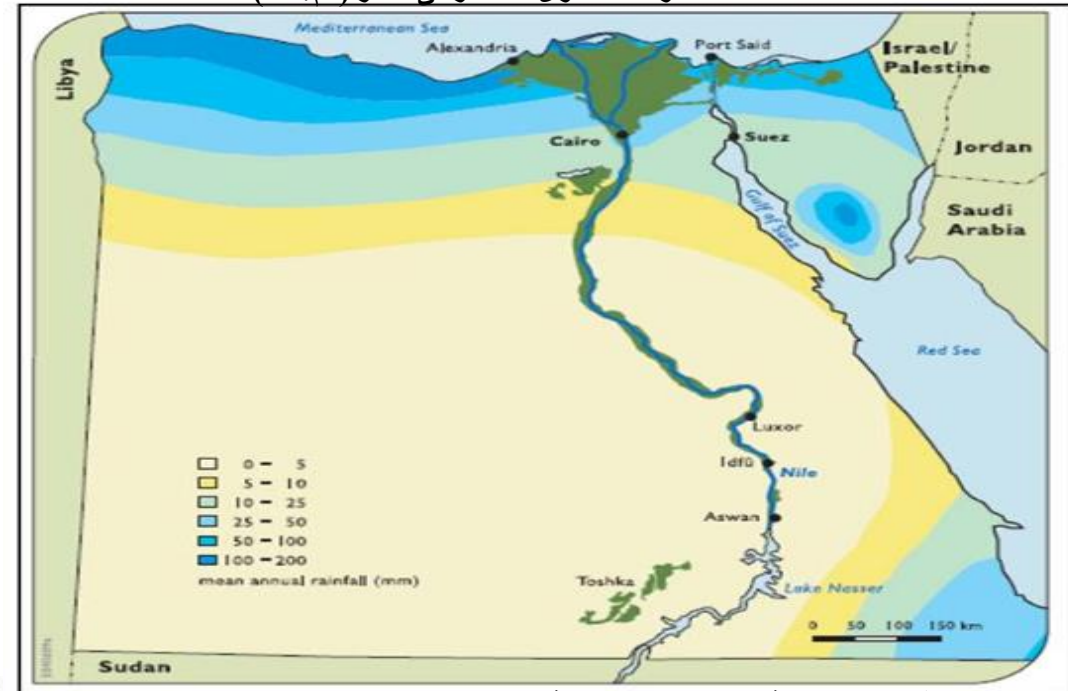 Mediterranean Sea
Alexandria
Port Said
Israel/
Palestine
Libya
Cairo
Suez
Jordan
Gulf of Suez
Saudi
Arabia
Red Sea
Luxor
Idfû
Nile
Aswan
0 – 5
5 – 10
10 – 25
25 – 50
50 – 100
100 – 200
mean annual rainfall (mm)
Toshka
Lake Nasser
0 50 100 150 km
Sudan